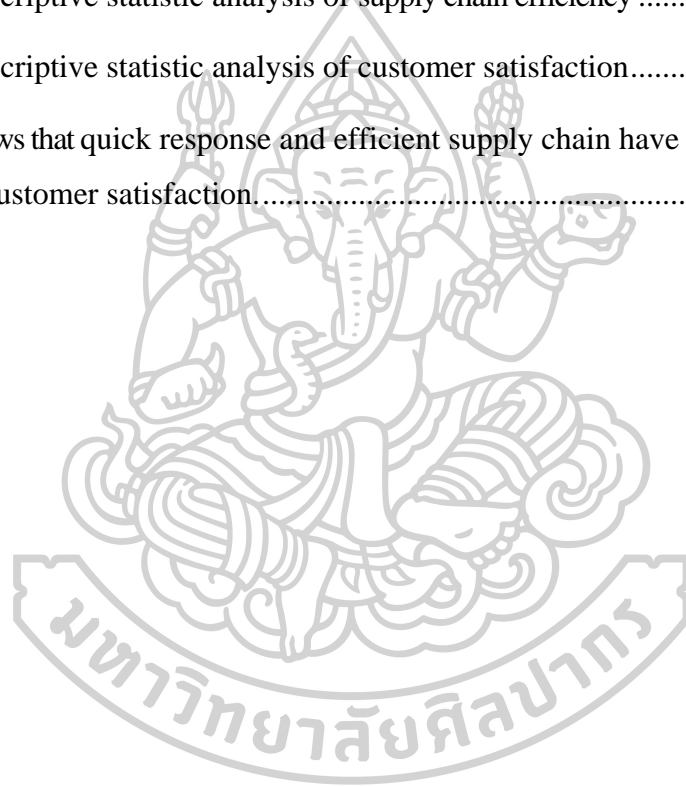 criptive statistic analysis of supply chain efficiency ......
criptive statistic analysis of customer satisfaction.......
ws that quick response and efficient supply chain have
ustomer satisfaction.......................................................
มหาวิทยาลัยศิลปากร